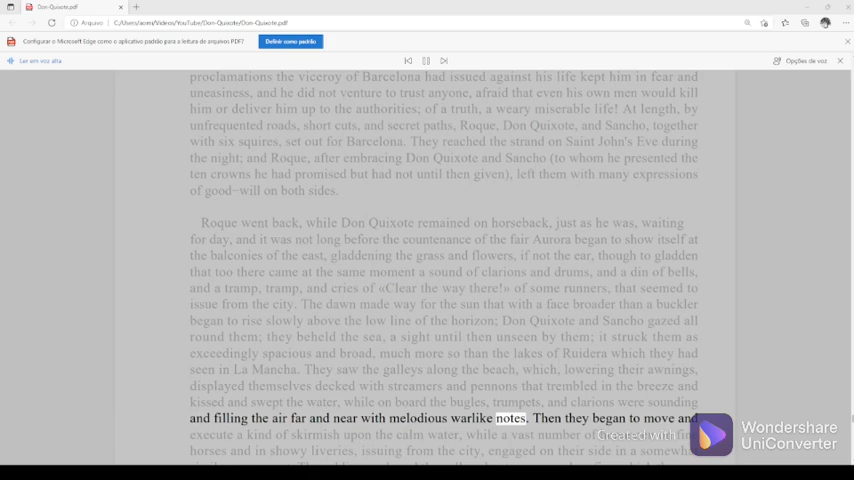 Don-Quixote.pdf
Arquivo
C:/Users/acers/Videos/YouTube/Don-Quixote/Don-Quixote.pdf
Configurar o Microsoft Edge como o aplicativo padrão para a leitura de arquivos PDF?
Definir como padrão
Ler em voz alta
Opções de voz
proclamations the viceroy of Barcelona had issued against his life kept him in fear and
uneasiness, and he did not venture to trust anyone, afraid that even his own men would kill
him or deliver him up to the authorities; of a truth, a weary miserable life! At length, by
unfrequented roads, short cuts, and secret paths, Roque, Don Quixote, and Sancho, together
with six squires, set out for Barcelona. They reached the strand on Saint John's Eve during
the night; and Roque, after embracing Don Quixote and Sancho (to whom he presented the
ten crowns he had promised but had not until then given), left them with many expressions
of good-will on both sides.
Roque went back, while Don Quixote remained on horseback, just as he was, waiting
for day, and it was not long before the countenance of the fair Aurora began to show itself at
the balconies of the east, gladdening the grass and flowers, if not the ear, though to gladden
that too there came at the same moment a sound of clarions and drums, and a din of bells,
and a tramp, tramp, and cries of «Clear the way there!» of some runners, that seemed to
issue from the city. The dawn made way for the sun that with a face broader than a buckler
began to rise slowly above the low line of the horizon; Don Quixote and Sancho gazed all
round them; they beheld the sea, a sight until then unseen by them; it struck them as
exceedingly spacious and broad, much more so than the lakes of Ruidera which they had
seen in La Mancha. They saw the galleys along the beach, which, lowering their awnings,
displayed themselves decked with streamers and pennons that trembled in the breeze and
kissed and swept the water, while on board the bugles, trumpets, and clarions were sounding
and filling the air far and near with melodious warlike notes. Then they began to move and
execute a kind of skirmish upon the calm water, while a vast number of
horses and in showy liveries, issuing from the city, engaged on their side in a somewhat
Created with
Wondershare
UniConverter